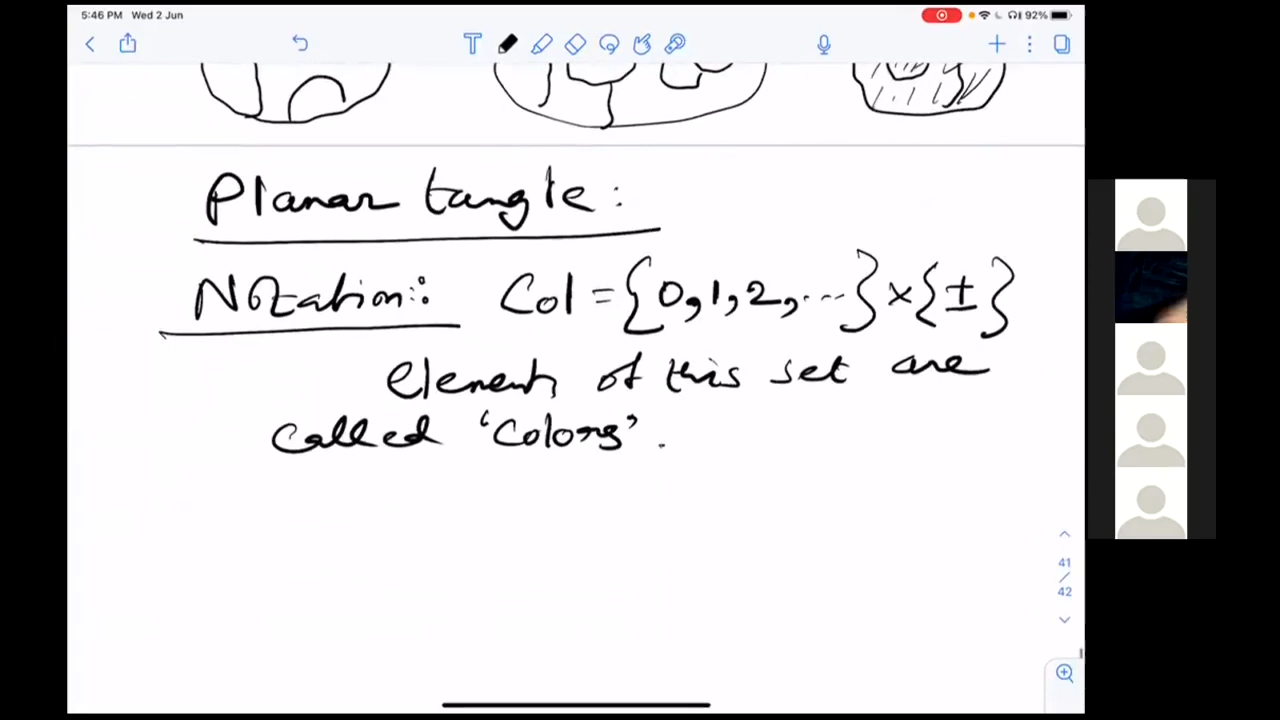 5:46 PM Wed 2 Jun 92%
Planar tangle:
Notation: Col = {0, 1, 2, ...} × {±}
Elements of this set are
called 'Colors'.
41
/
42